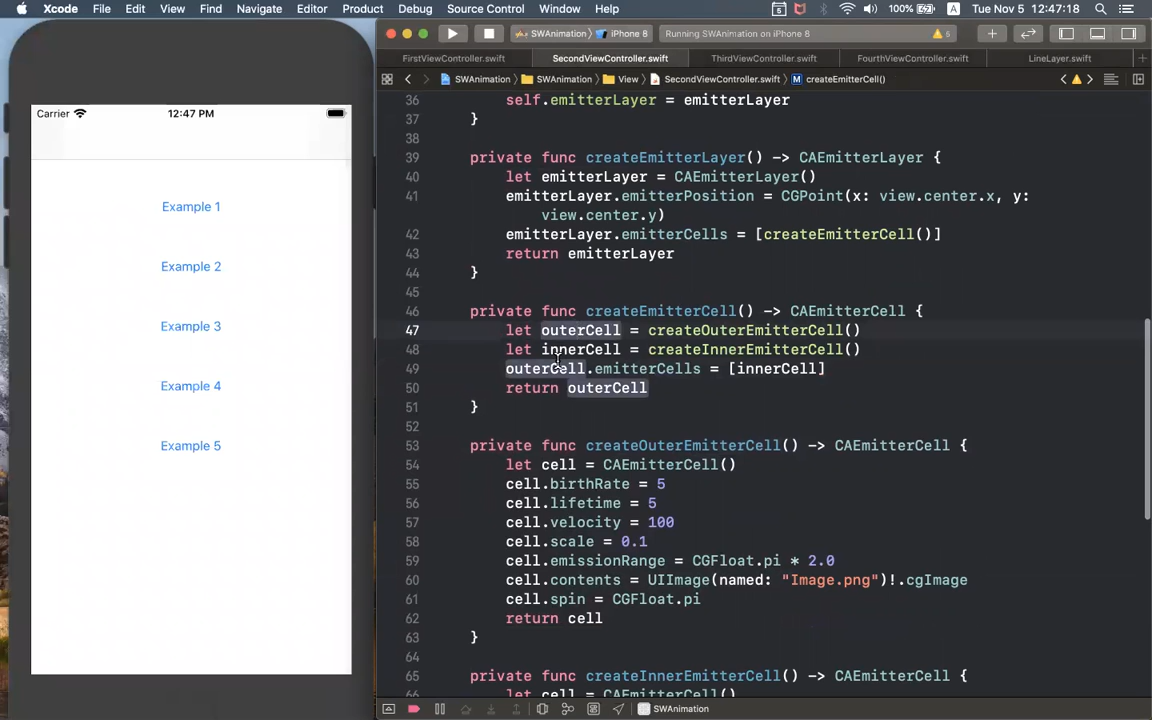 Xcode File Edit View Find Navigate Editor Product Debug Source Control Window Help 5 100% A Tue Nov 5 12:47:18
SWAnimation iPhone 8 Running SWAnimation on iPhone 8 5
FirstViewController.swift SecondViewController.swift ThirdViewController.swift FourthViewController.swift LineLayer.swift
SWAnimation SWAnimation View SecondViewController.swift M createEmitterCell()
Carrier 12:47 PM
Example 1
Example 2
Example 3
Example 4
Example 5
36 self.emitterLayer = emitterLayer
37 }
38
39 private func createEmitterLayer() -> CAEmitterLayer {
40 let emitterLayer = CAEmitterLayer()
41 emitterLayer.emitterPosition = CGPoint(x: view.center.x, y:
view.center.y)
42 emitterLayer.emitterCells = [createEmitterCell()]
43 return emitterLayer
44 }
45
46 private func createEmitterCell() -> CAEmitterCell {
47 let outerCell = createOuterEmitterCell()
48 let innerCell = createInnerEmitterCell()
49 outerCell.emitterCells = [innerCell]
50 return outerCell
51 }
52
53 private func createOuterEmitterCell() -> CAEmitterCell {
54 let cell = CAEmitterCell()
55 cell.birthRate = 5
56 cell.lifetime = 5
57 cell.velocity = 100
58 cell.scale = 0.1
59 cell.emissionRange = CGFloat.pi * 2.0
60 cell.contents = UIImage(named: "Image.png")!.cgImage
61 cell.spin = CGFloat.pi
62 return cell
63 }
64
65 private func createInnerEmitterCell() -> CAEmitterCell {
66 let cell = CAEmitterCell()
SWAnimation